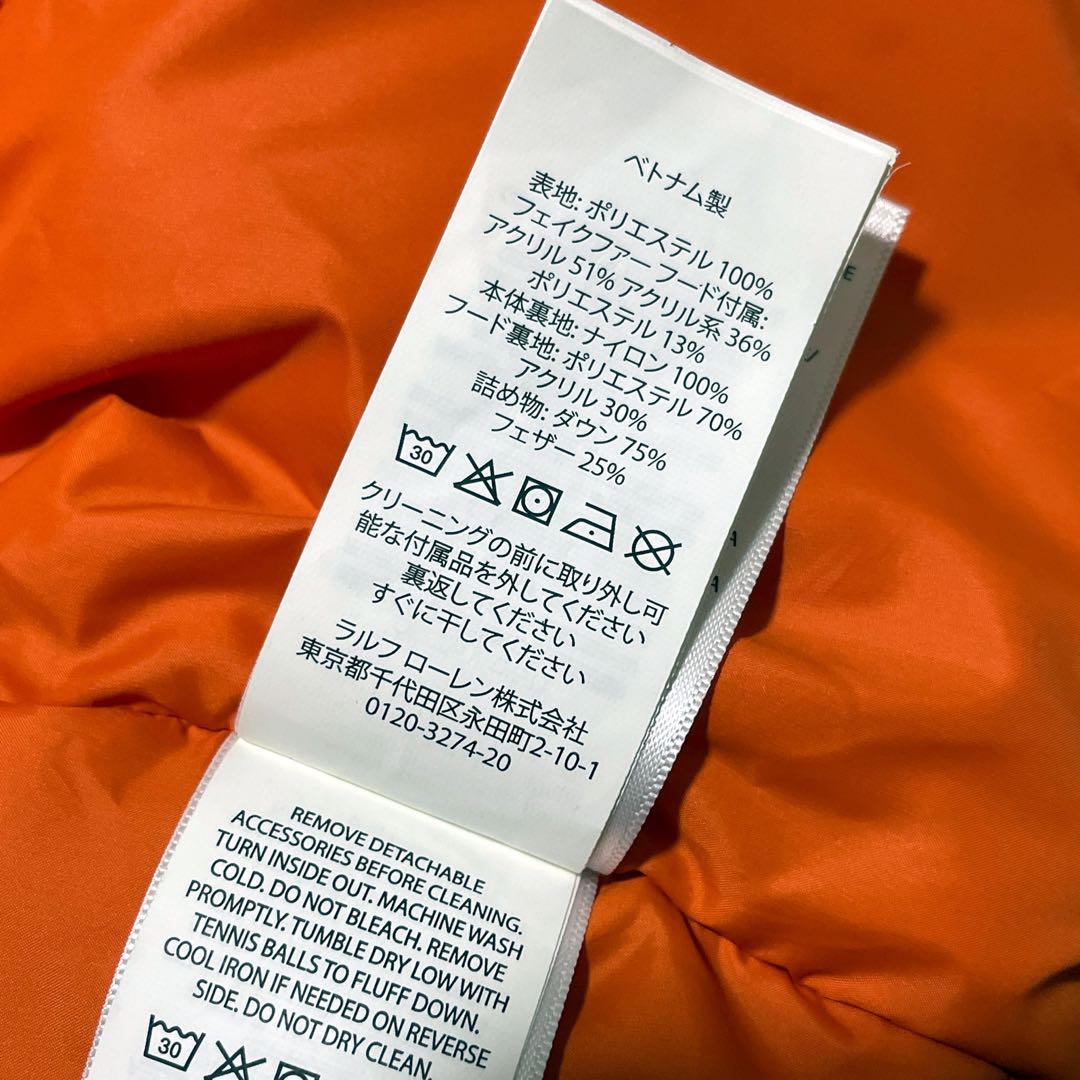 ベトナム製
表地: ポリエステル 100%
フェイクファー フード付属:
アクリル 51% アクリル系 36%
ポリエステル 13%
本体裏地: ナイロン 100%
フード裏地: ポリエステル 70%
アクリル 30%
詰め物: ダウン 75%
フェザー 25%
30
クリーニングの前に取り外し可
能な付属品を外してください
裏返してください
すぐに干してください
ラルフ ローレン株式会社
東京都千代田区永田町2-10-1
0120-3274-20
REMOVE DETACHABLE
ACCESSORIES BEFORE CLEANING.
TURN INSIDE OUT. MACHINE WASH
COLD. DO NOT BLEACH. REMOVE
PROMPTLY. TUMBLE DRY LOW WITH
TENNIS BALLS TO FLUFF DOWN.
COOL IRON IF NEEDED ON REVERSE
SIDE. DO NOT DRY CLEAN.
30
E
A
A